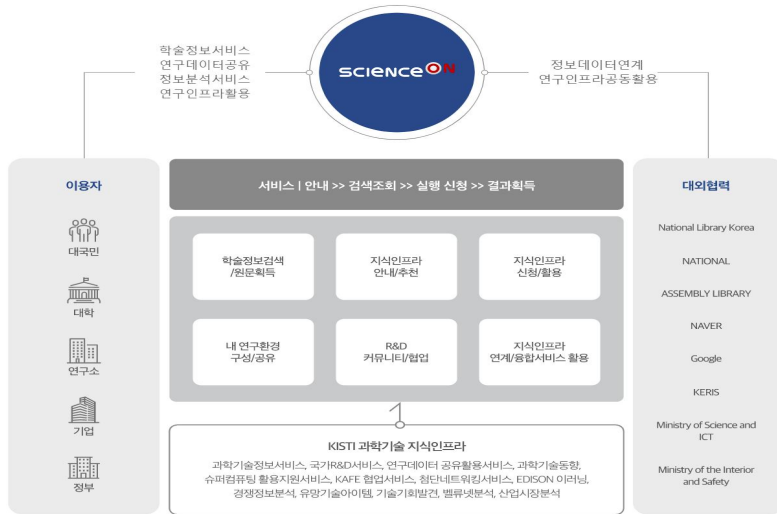 학술정보서비스
연구데이터공유
정보분석서비스
연구인프라활용
SCIENCE ON
정보데이터연계
연구인프라공동활용
이용자
대국민
대학
연구소
기업
정부
서비스 | 안내 >> 검색조회 >> 실행 신청 >> 결과획득
학술정보검색
/원문획득
지식인프라
안내/추천
지식인프라
신청/활용
내 연구환경
구성/공유
R&D
커뮤니티/협업
지식인프라
연계/융합서비스 활용
KISTI 과학기술 지식인프라
과학기술정보서비스, 국가R&D서비스, 연구데이터 공유활용서비스, 과학기술동향,
슈퍼컴퓨팅 활용지원서비스, KAFE 협업서비스, 첨단네트워킹서비스, EDISON 이러닝,
경쟁정보분석, 유망기술아이템, 기술기회발견, 벨류넷분석, 산업시장분석
대외협력
National Library Korea
NATIONAL
ASSEMBLY LIBRARY
NAVER
Google
KERIS
Ministry of Science and
ICT
Ministry of the Interior
and Safety